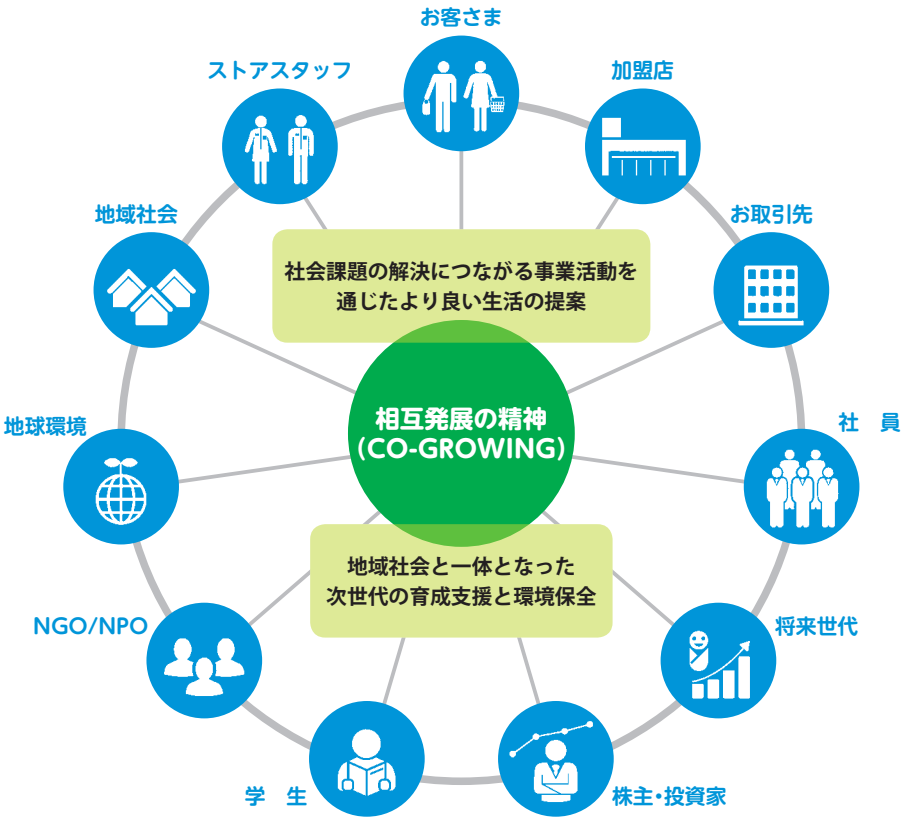 お客さま
ストアスタッフ
加盟店
地域社会
お取引先
社会課題の解決につながる事業活動を
通じたより良い生活の提案
相互発展の精神
(CO-GROWING)
地球環境
社　員
地域社会と一体となった
次世代の育成支援と環境保全
NGO/NPO
将来世代
学　生
株主・投資家